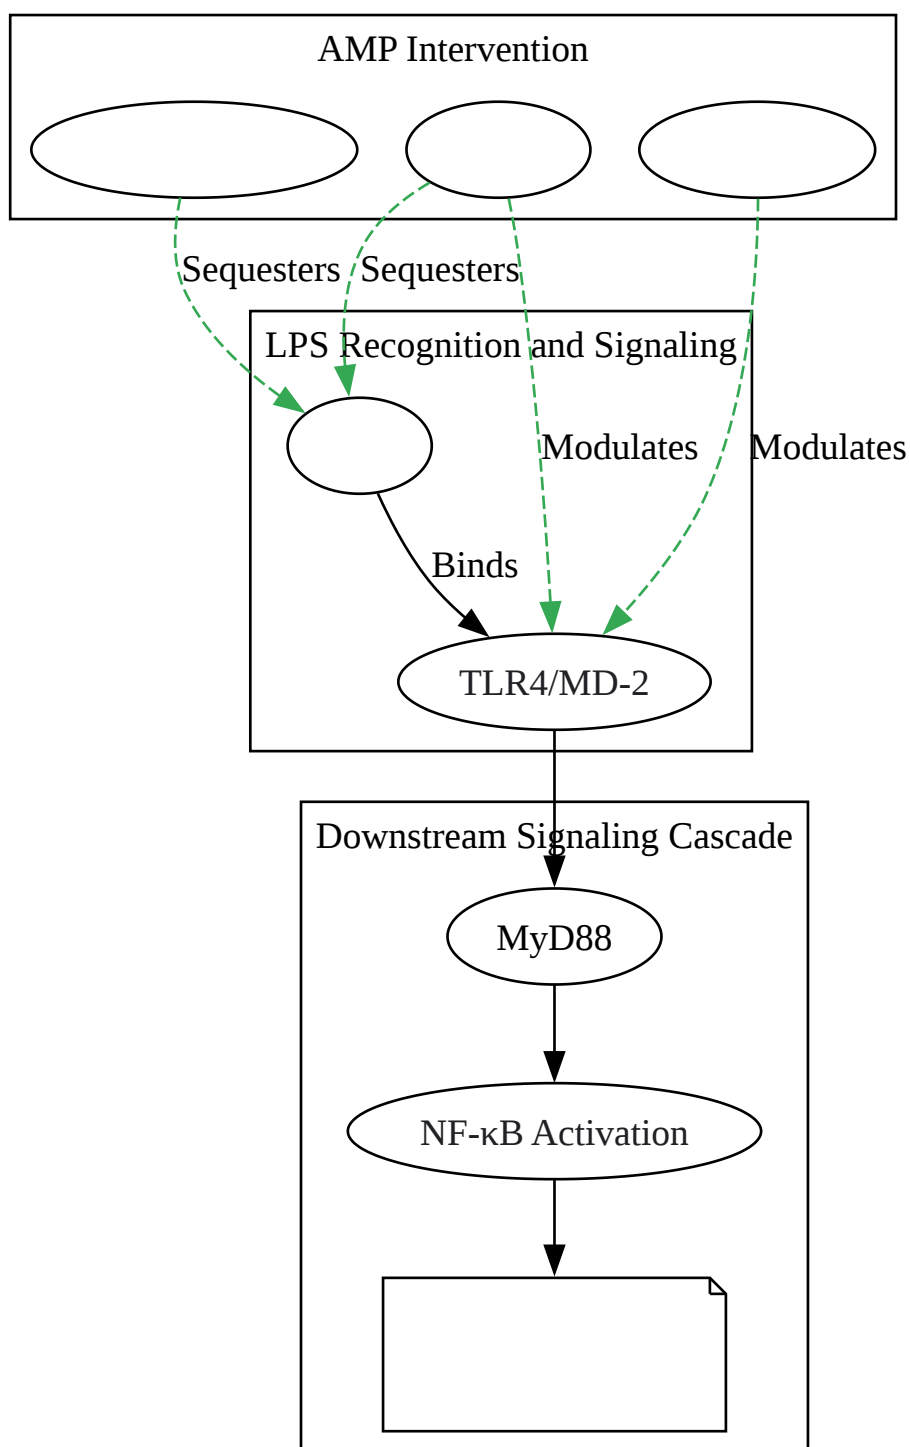 AMP Intervention
Sequesters
Sequesters
LPS Recognition and Signaling
Modulates
Modulates
Binds
TLR4/MD-2
Downstream Signaling Cascade
MyD88
NF-κB Activation